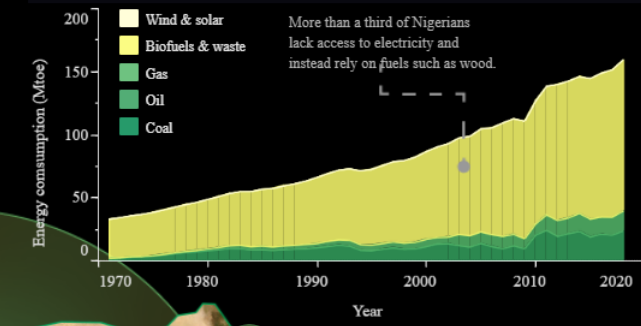 200
150
100
50
0
Energy comsumption (Mtoe)
Wind & solar
Biofuels & waste
Gas
Oil
Coal
More than a third of Nigerians
lack access to electricity and
instead rely on fuels such as wood.
1970 1980 1990 2000 2010 2020
Year